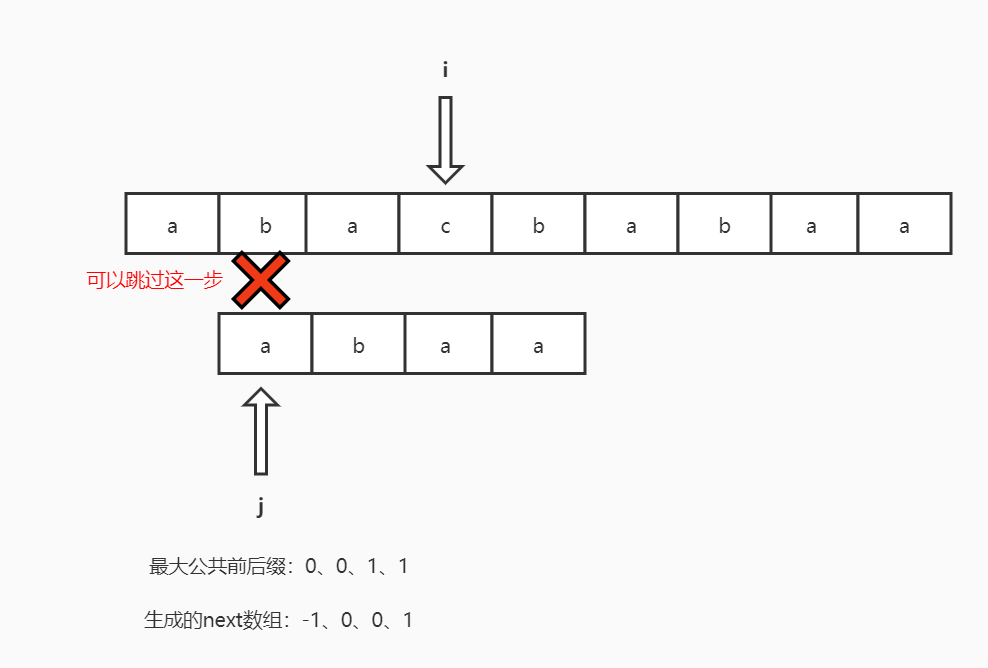 i
a b a c b a b a a
可以跳过这一步
a b a a
j
最大公共前后缀：0、0、1、1
生成的next数组：-1、0、0、1